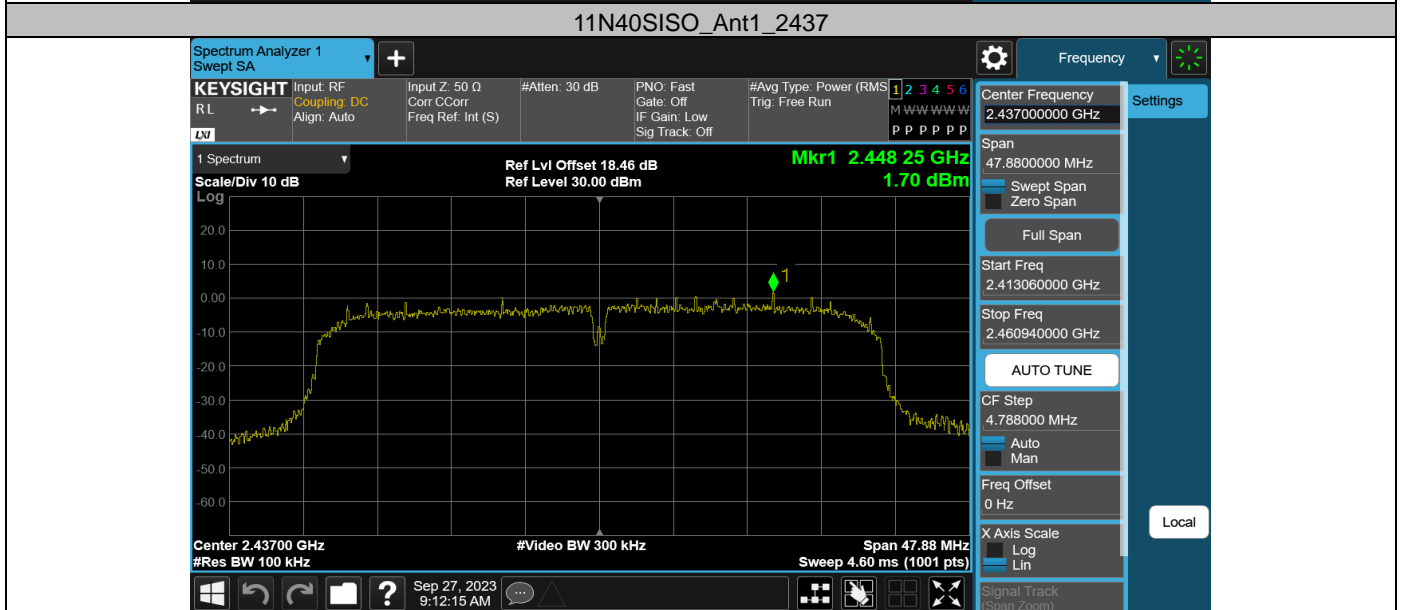 11N40SISO_Ant1_2437
Spectrum Analyzer 1
Swept SA
Frequency
KEYSIGHT
RL
LXI
Input: RF
Coupling: DC
Align: Auto
Input Z: 50 Ω
Corr CCorr
Freq Ref: Int (S)
#Atten: 30 dB
PNO: Fast
Gate: Off
IF Gain: Low
Sig Track: Off
#Avg Type: Power (RMS
Trig: Free Run
1 2 3 4 5 6
M W W W W W
P P P P P P
1 Spectrum
Scale/Div 10 dB
Log
Ref Lvl Offset 18.46 dB
Ref Level 30.00 dBm
Mkr1 2.448 25 GHz
1.70 dBm
1
20.0
10.0
0.00
-10.0
-20.0
-30.0
-40.0
-50.0
-60.0
Center 2.43700 GHz
#Res BW 100 kHz
#Video BW 300 kHz
Span 47.88 MHz
Sweep 4.60 ms (1001 pts)
Sep 27, 2023
9:12:15 AM
Center Frequency
2.437000000 GHz
Span
47.8800000 MHz
Swept Span
Zero Span
Full Span
Start Freq
2.413060000 GHz
Stop Freq
2.460940000 GHz
AUTO TUNE
CF Step
4.788000 MHz
Auto
Man
Freq Offset
0 Hz
X Axis Scale
Log
Lin
Signal Track
(Span Zoom)
Settings
Local